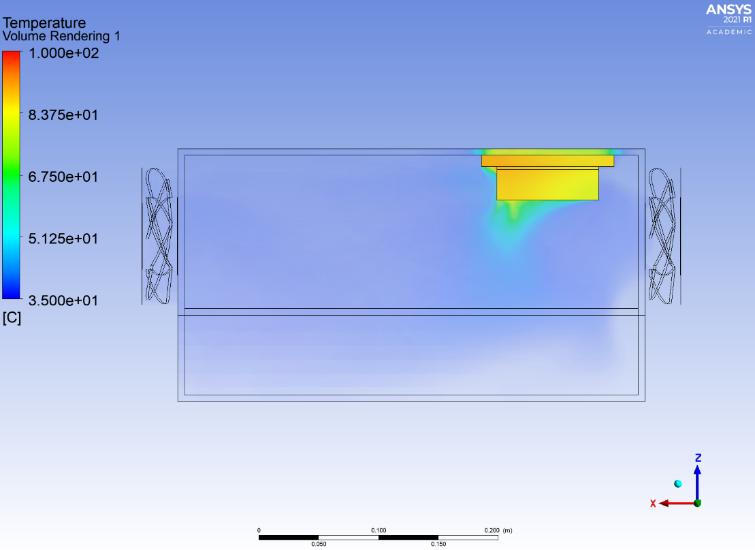 Temperature
Volume Rendering 1
1.000e+02
8.375e+01
6.750e+01
5.125e+01
3.500e+01
[C]
ANSYS
2021 R1
ACADEMIC
Z
X
0
0.100
0.200 (m)
0.050
0.150